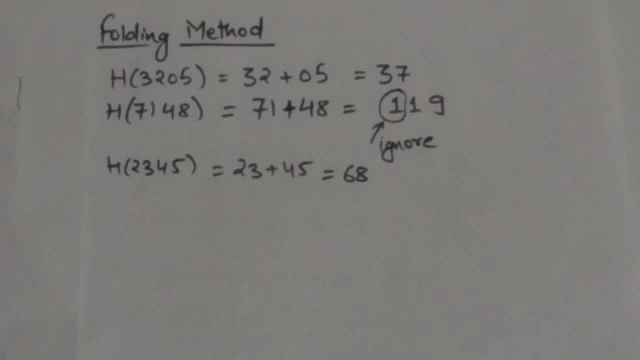 Folding Method
H(3205) = 32 + 05 = 37
H(7148) = 71 + 48 = 119
ignore
H(2345) = 23 + 45 = 68